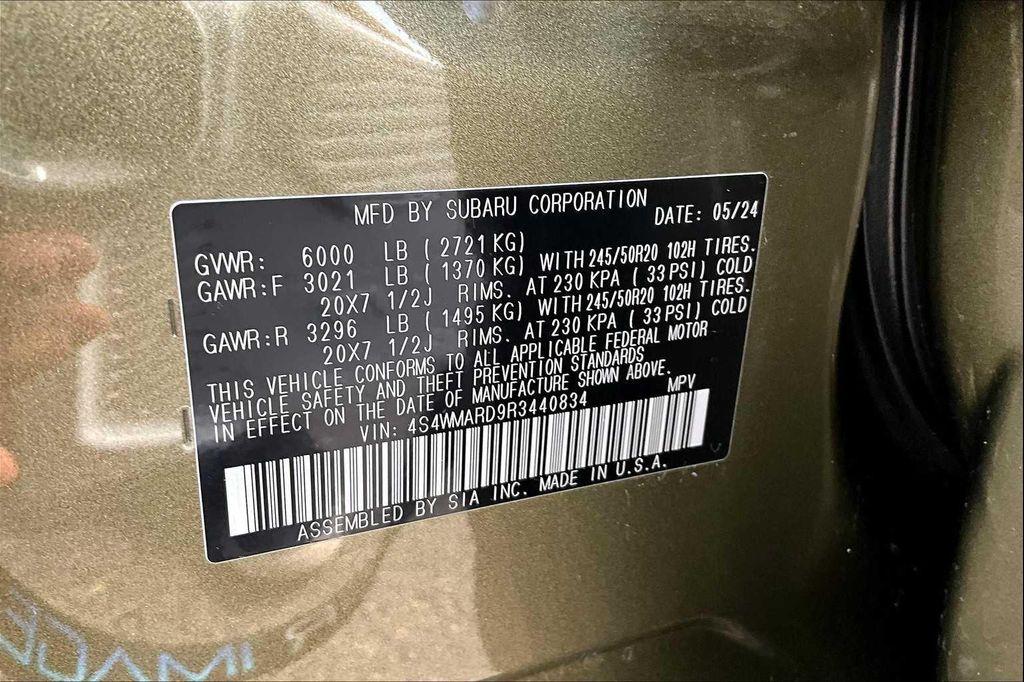 MFD BY SUBARU CORPORATION DATE: 05/24
GVWR: 6000 LB ( 2721 KG)
GAWR: F 3021 LB ( 1370 KG) WITH 245/50R20 102H TIRES.
20X7 1/2J RIMS. AT 230 KPA ( 33 PSI) COLD
GAWR: R 3296 LB ( 1495 KG) WITH 245/50R20 102H TIRES.
20X7 1/2J RIMS. AT 230 KPA ( 33 PSI) COLD
THIS VEHICLE CONFORMS TO ALL APPLICABLE FEDERAL MOTOR
VEHICLE SAFETY AND THEFT PREVENTION STANDARDS
IN EFFECT ON THE DATE OF MANUFACTURE SHOWN ABOVE.
VIN: 4S4WMARD9R3440834 MPV
ASSEMBLED BY SIA INC. MADE IN U.S.A.